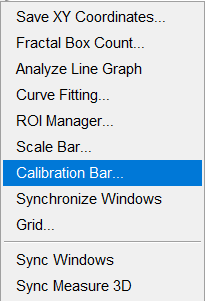 Save XY Coordinates...
Fractal Box Count...
Analyze Line Graph
Curve Fitting...
ROI Manager...
Scale Bar...
Calibration Bar...
Synchronize Windows
Grid...
Sync Windows
Sync Measure 3D